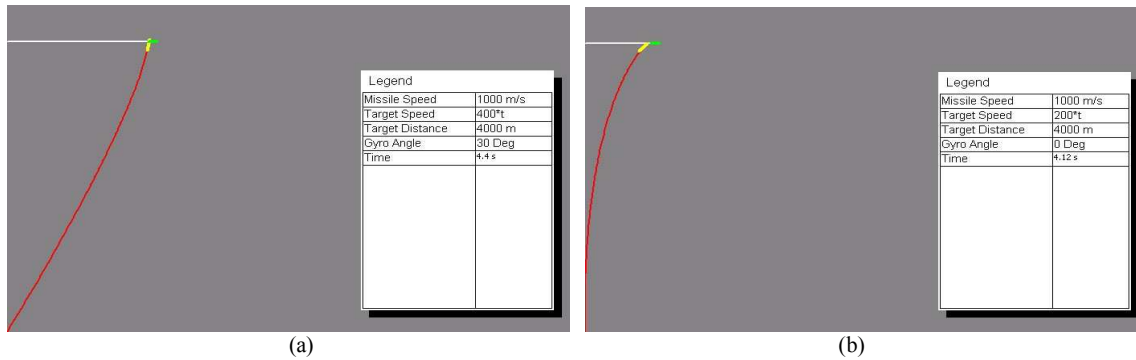 Legend
Missile Speed 1000 m/s
Target Speed 400*t
Target Distance 4000 m
Gyro Angle 30 Deg
Time 4.4 s
(a)
Legend
Missile Speed 1000 m/s
Target Speed 200*t
Target Distance 4000 m
Gyro Angle 0 Deg
Time 4.12 s
(b)